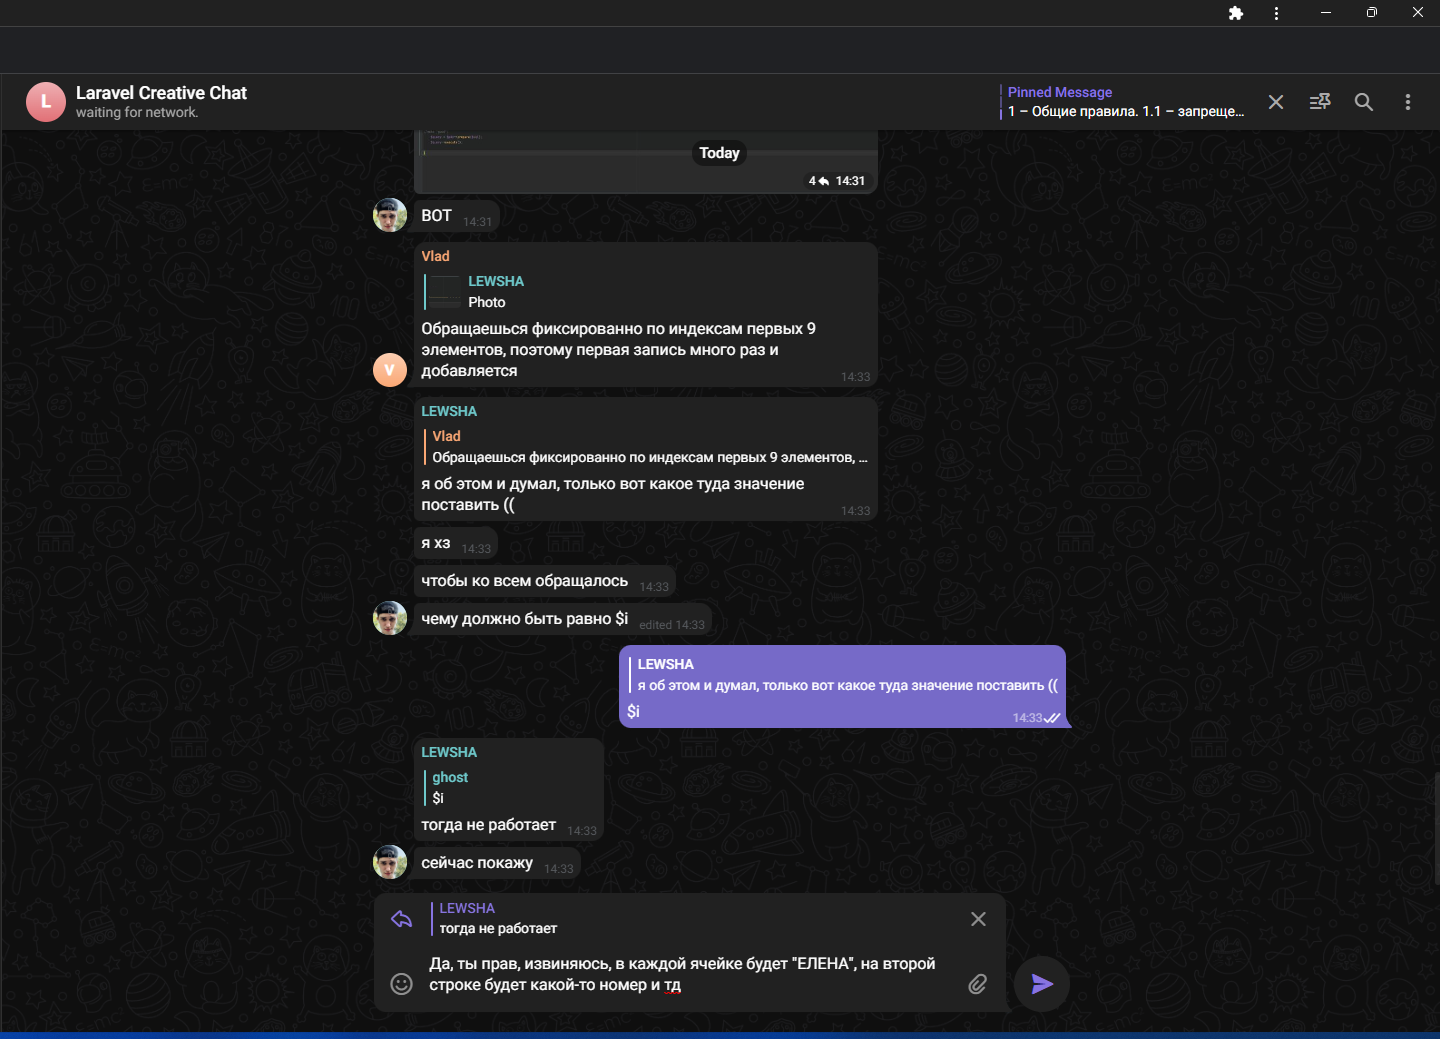 L
Laravel Creative Chat
waiting for network.
Pinned Message
1 – Общие правила. 1.1 – запреще...
Today
4 14:31
ВОТ 14:31
Vlad
LEWSHA
Photo
Обращаешься фиксированно по индексам первых 9
элементов, поэтому первая запись много раз и
добавляется
14:33
V
LEWSHA
Vlad
Обращаешься фиксированно по индексам первых 9 элементов, ...
я об этом и думал, только вот какое туда значение
поставить ((
14:33
я хз 14:33
чтобы ко всем обращалось 14:33
чему должно быть равно $i edited 14:33
LEWSHA
я об этом и думал, только вот какое туда значение поставить ((
$i
14:33
LEWSHA
ghost
$i
тогда не работает 14:33
сейчас покажу 14:33
LEWSHA
тогда не работает
Да, ты прав, извиняюсь, в каждой ячейке будет "ЕЛЕНА", на второй
строке будет какой-то номер и тд